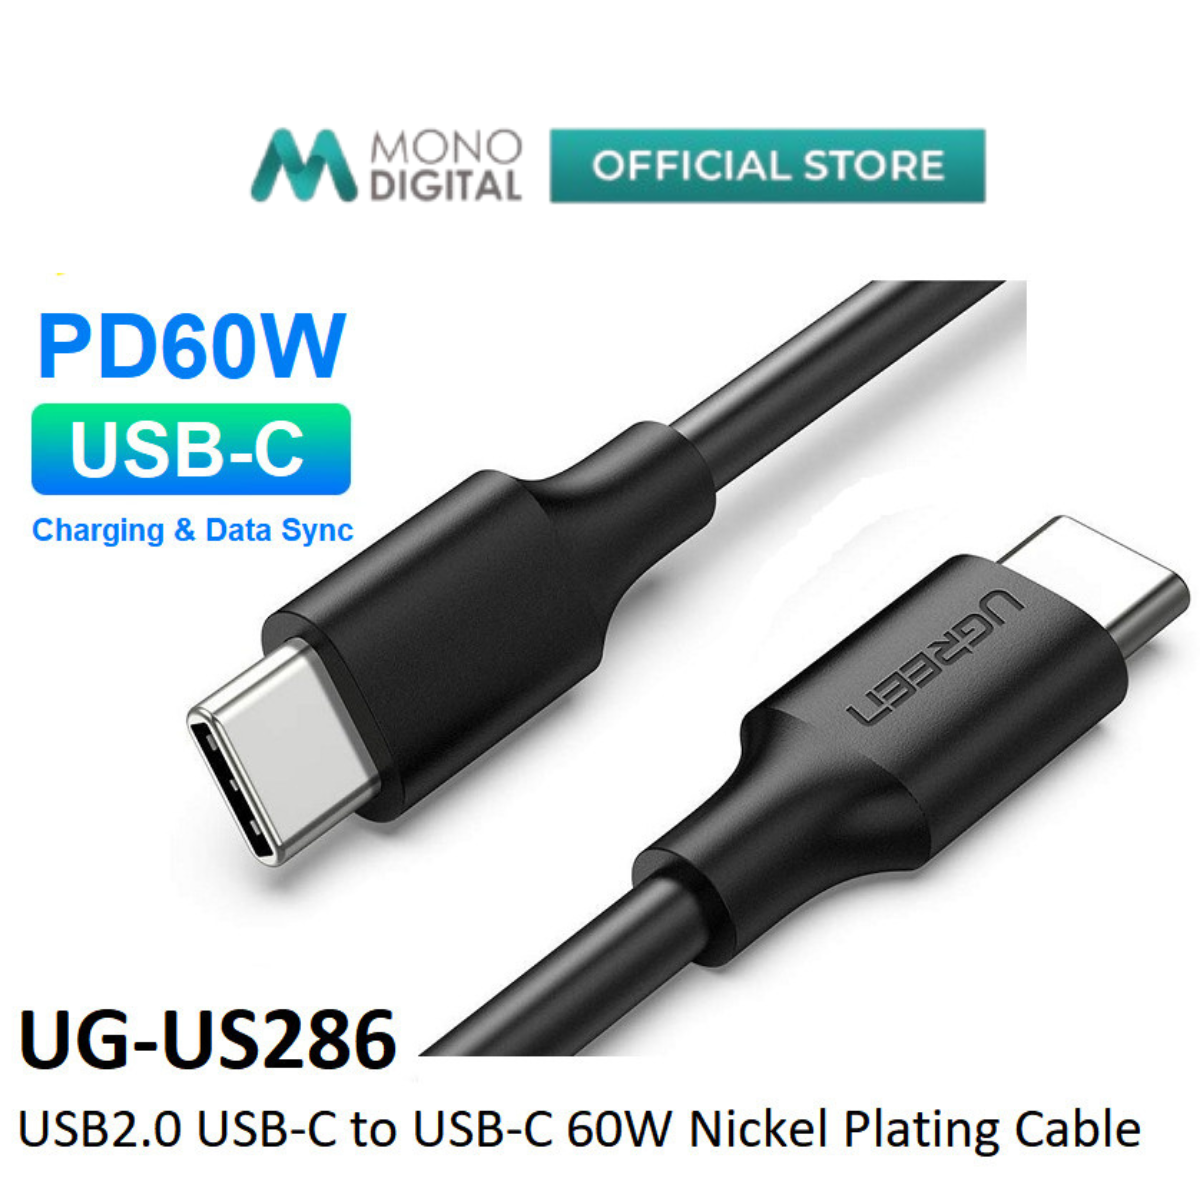 MONO
DIGITAL
OFFICIAL STORE
PD60W
USB-C
Charging & Data Sync
UGREEN
UG-US286
USB2.0 USB-C to USB-C 60W Nickel Plating Cable